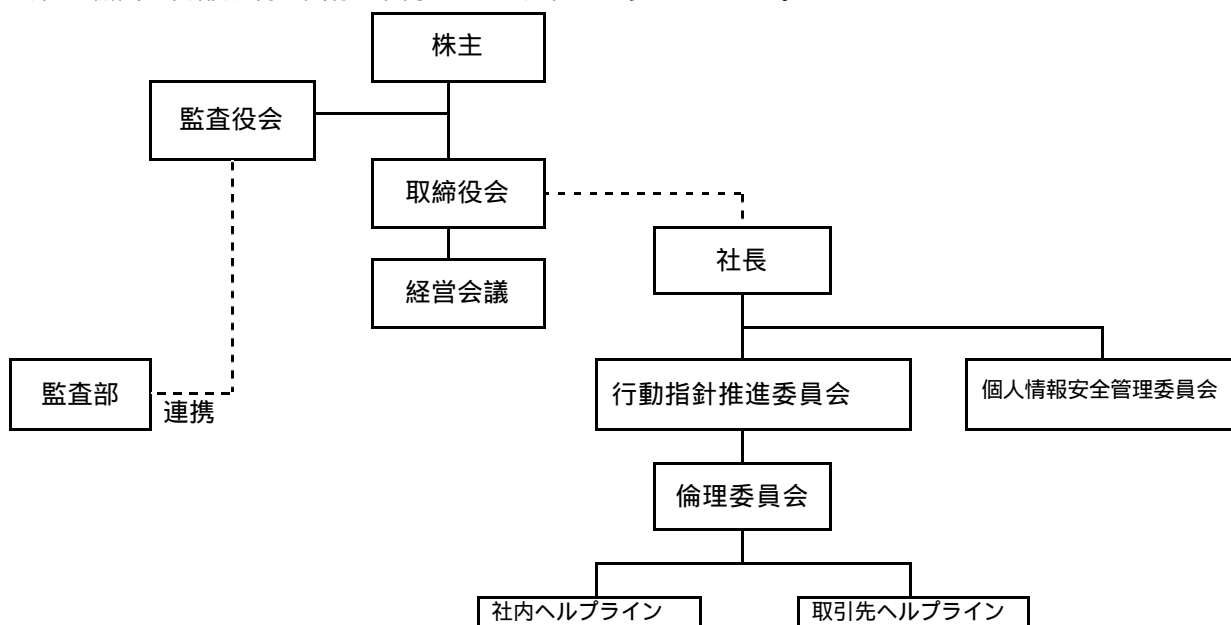 株主
監査役会
取締役会
社長
経営会議
監査部
連携
行動指針推進委員会
個人情報安全管理委員会
倫理委員会
社内ヘルプライン
取引先ヘルプライン